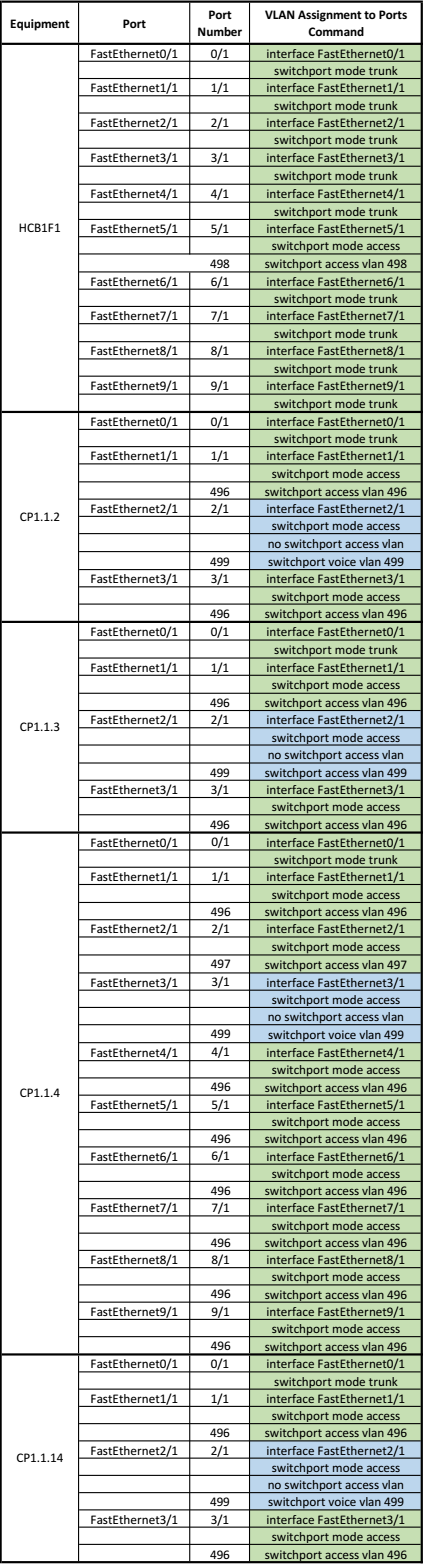 Equipment Port Port Number VLAN Assignment to Ports Command
HCB1F1
FastEthernet0/1 0/1 interface FastEthernet0/1
switchport mode trunk
FastEthernet1/1 1/1 interface FastEthernet1/1
switchport mode trunk
FastEthernet2/1 2/1 interface FastEthernet2/1
switchport mode trunk
FastEthernet3/1 3/1 interface FastEthernet3/1
switchport mode trunk
FastEthernet4/1 4/1 interface FastEthernet4/1
switchport mode trunk
FastEthernet5/1 5/1 interface FastEthernet5/1
switchport mode access
498 switchport access vlan 498
FastEthernet6/1 6/1 interface FastEthernet6/1
switchport mode trunk
FastEthernet7/1 7/1 interface FastEthernet7/1
switchport mode trunk
FastEthernet8/1 8/1 interface FastEthernet8/1
switchport mode trunk
FastEthernet9/1 9/1 interface FastEthernet9/1
switchport mode trunk
CP1.1.2
FastEthernet0/1 0/1 interface FastEthernet0/1
switchport mode trunk
FastEthernet1/1 1/1 interface FastEthernet1/1
switchport mode access
496 switchport access vlan 496
FastEthernet2/1 2/1 interface FastEthernet2/1
switchport mode access
no switchport access vlan
499 switchport voice vlan 499
FastEthernet3/1 3/1 interface FastEthernet3/1
switchport mode access
496 switchport access vlan 496
CP1.1.3
FastEthernet0/1 0/1 interface FastEthernet0/1
switchport mode trunk
FastEthernet1/1 1/1 interface FastEthernet1/1
switchport mode access
496 switchport access vlan 496
FastEthernet2/1 2/1 interface FastEthernet2/1
switchport mode access
no switchport access vlan
499 switchport access vlan 499
FastEthernet3/1 3/1 interface FastEthernet3/1
switchport mode access
496 switchport access vlan 496
CP1.1.4
FastEthernet0/1 0/1 interface FastEthernet0/1
switchport mode trunk
FastEthernet1/1 1/1 interface FastEthernet1/1
switchport mode access
496 switchport access vlan 496
FastEthernet2/1 2/1 interface FastEthernet2/1
switchport mode access
497 switchport access vlan 497
FastEthernet3/1 3/1 interface FastEthernet3/1
switchport mode access
no switchport access vlan
499 switchport voice vlan 499
FastEthernet4/1 4/1 interface FastEthernet4/1
switchport mode access
496 switchport access vlan 496
FastEthernet5/1 5/1 interface FastEthernet5/1
switchport mode access
496 switchport access vlan 496
FastEthernet6/1 6/1 interface FastEthernet6/1
switchport mode access
496 switchport access vlan 496
FastEthernet7/1 7/1 interface FastEthernet7/1
switchport mode access
496 switchport access vlan 496
FastEthernet8/1 8/1 interface FastEthernet8/1
switchport mode access
496 switchport access vlan 496
FastEthernet9/1 9/1 interface FastEthernet9/1
switchport mode access
496 switchport access vlan 496
CP1.1.14
FastEthernet0/1 0/1 interface FastEthernet0/1
switchport mode trunk
FastEthernet1/1 1/1 interface FastEthernet1/1
switchport mode access
496 switchport access vlan 496
FastEthernet2/1 2/1 interface FastEthernet2/1
switchport mode access
no switchport access vlan
499 switchport voice vlan 499
FastEthernet3/1 3/1 interface FastEthernet3/1
switchport mode access
496 switchport access vlan 496